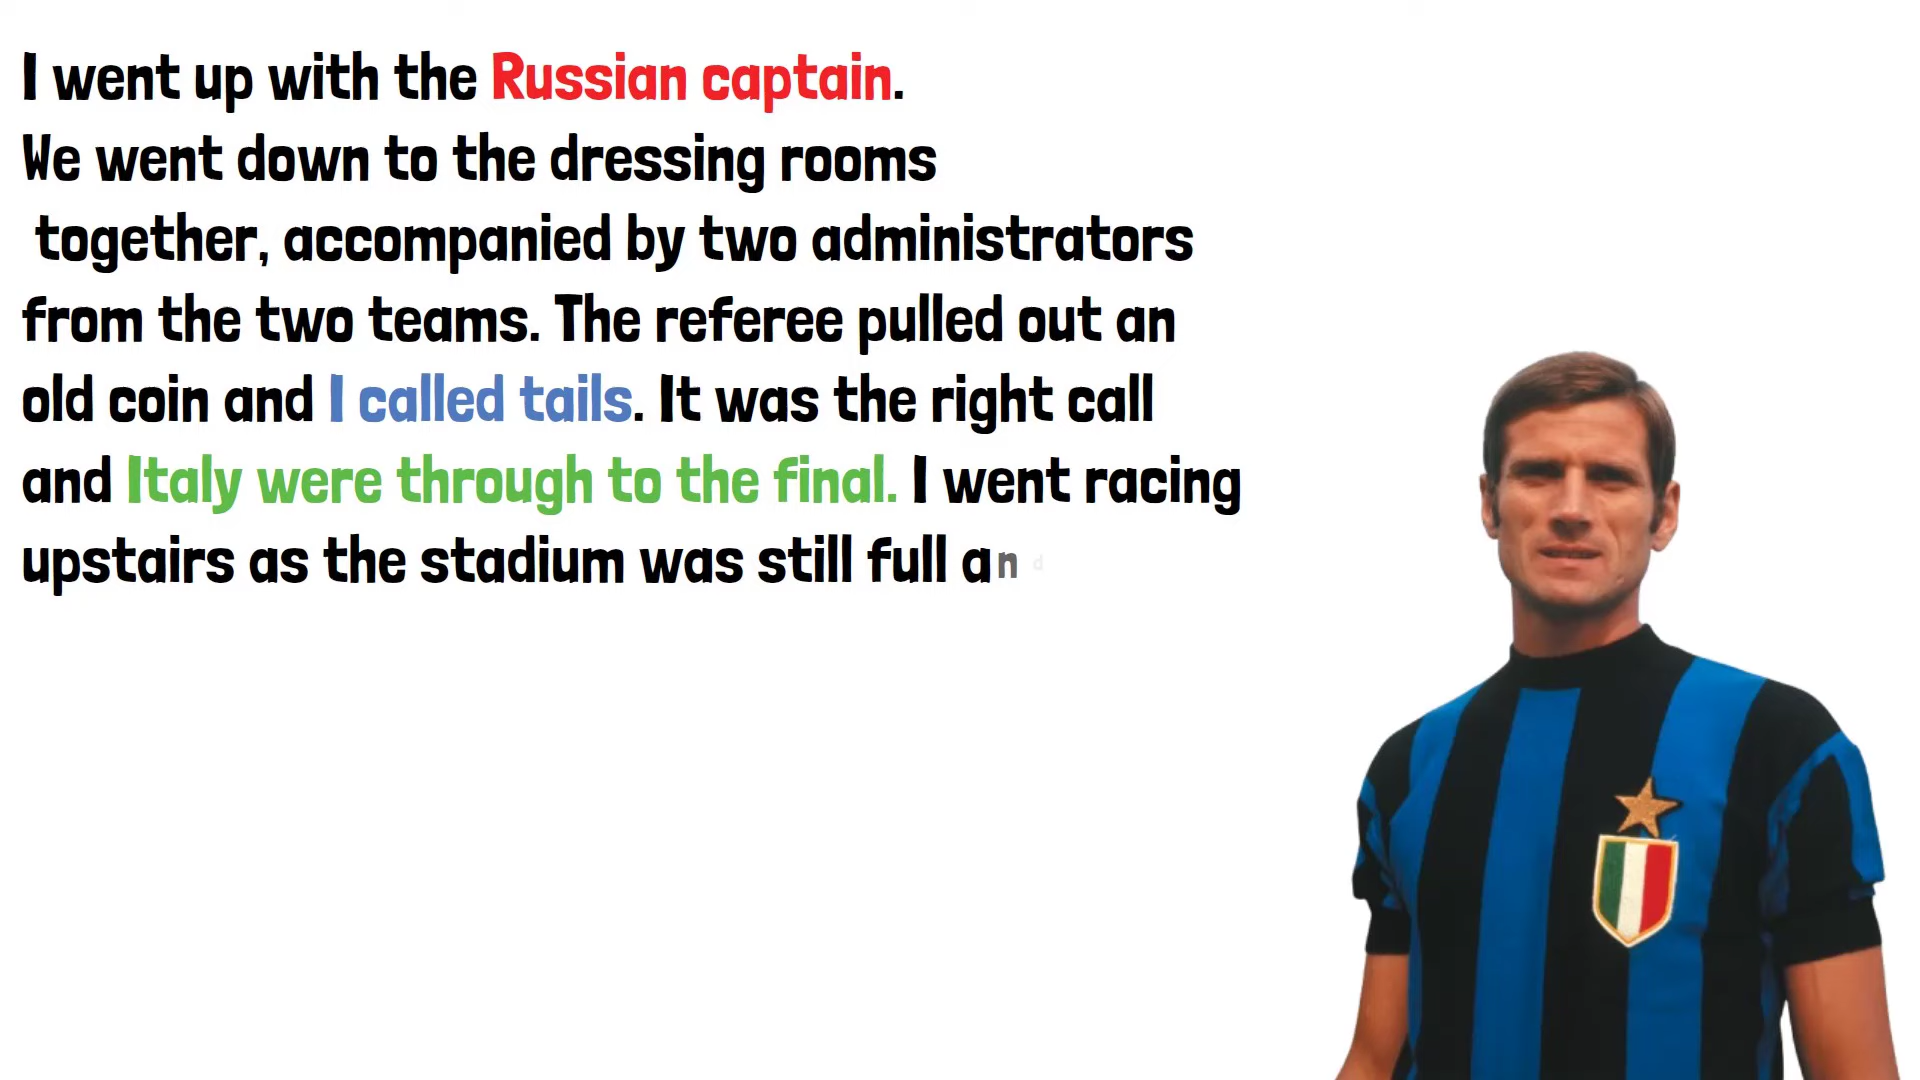 I went up with the Russian captain.
We went down to the dressing rooms
together, accompanied by two administrators
from the two teams. The referee pulled out an
old coin and I called tails. It was the right call
and Italy were through to the final. I went racing
upstairs as the stadium was still full and